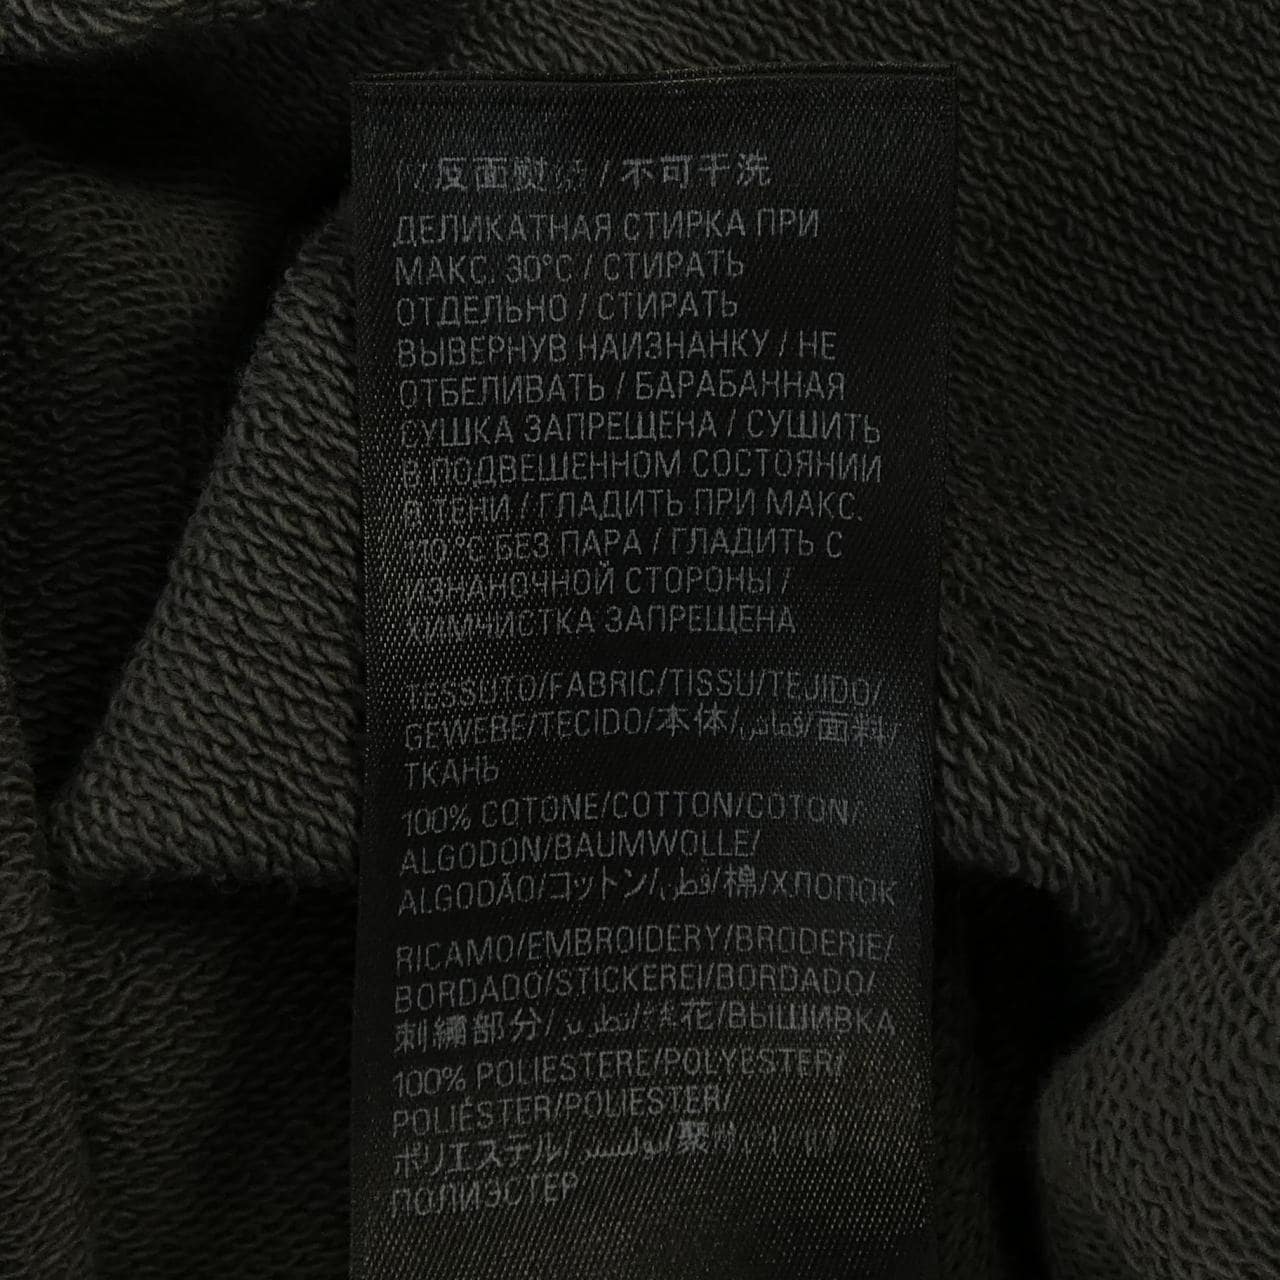 反面熨烫 / 不可干洗
ДЕЛИКАТНАЯ СТИРКА ПРИ
МАКС. 30°C / СТИРАТЬ
ОТДЕЛЬНО / СТИРАТЬ
ВЫВЕРНУВ НАИЗНАНКУ / НЕ
ОТБЕЛИВАТЬ / БАРАБАННАЯ
СУШКА ЗАПРЕЩЕНА / СУШИТЬ
В ПОДВЕШЕННОМ СОСТОЯНИИ
В ТЕНИ / ГЛАДИТЬ ПРИ МАКС.
110°C БЕЗ ПАРА / ГЛАДИТЬ С
ИЗНАНОЧНОЙ СТОРОНЫ /
ХИМЧИСТКА ЗАПРЕЩЕНА
TESSUTO/FABRIC/TISSU/TEJIDO/
GEWEBE/TECIDO/本体/قماش/面料/
ТКАНЬ
100% COTONE/COTTON/COTON/
ALGODON/BAUMWOLLE/
ALGODÃO/コットン/قطن/棉/ХЛОПОК
RICAMO/EMBROIDERY/BRODERIE/
BORDADO/STICKEREI/BORDADO/
刺繍部分/تطريز/花/ВЫШИВКА
100% POLIESTERE/POLYESTER/
POLIÉSTER/POLIESTER/
ポリエステル/بوليستر/聚
ПОЛИЭСТЕР